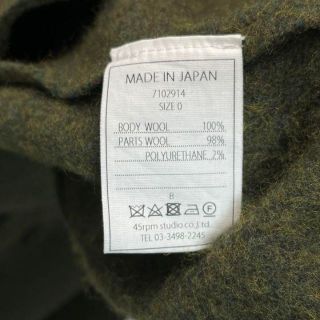 MADE IN JAPAN
7102914
SIZE 0
BODY WOOL 100%
PARTS WOOL 98%
POLYURETHANE 2%
8
45rpm studio co.,ltd.
TEL 03-3498-2245